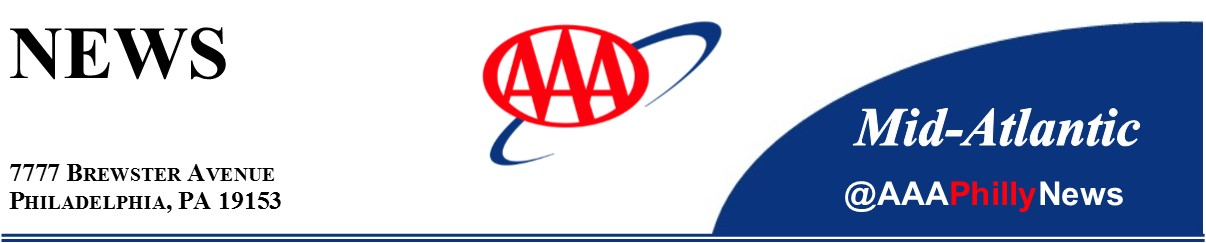 NEWS
AAA
Mid-Atlantic
7777 BREWSTER AVENUE
PHILADELPHIA, PA 19153
@AAAPhillyNews